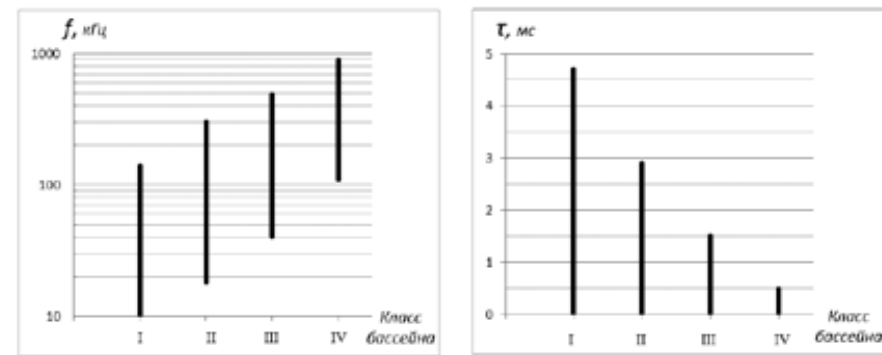 f, кГц
1000
100
10
I II III IV
Класс
бассейна
τ, мс
5
4
3
2
1
0
I II III IV
Класс
бассейна